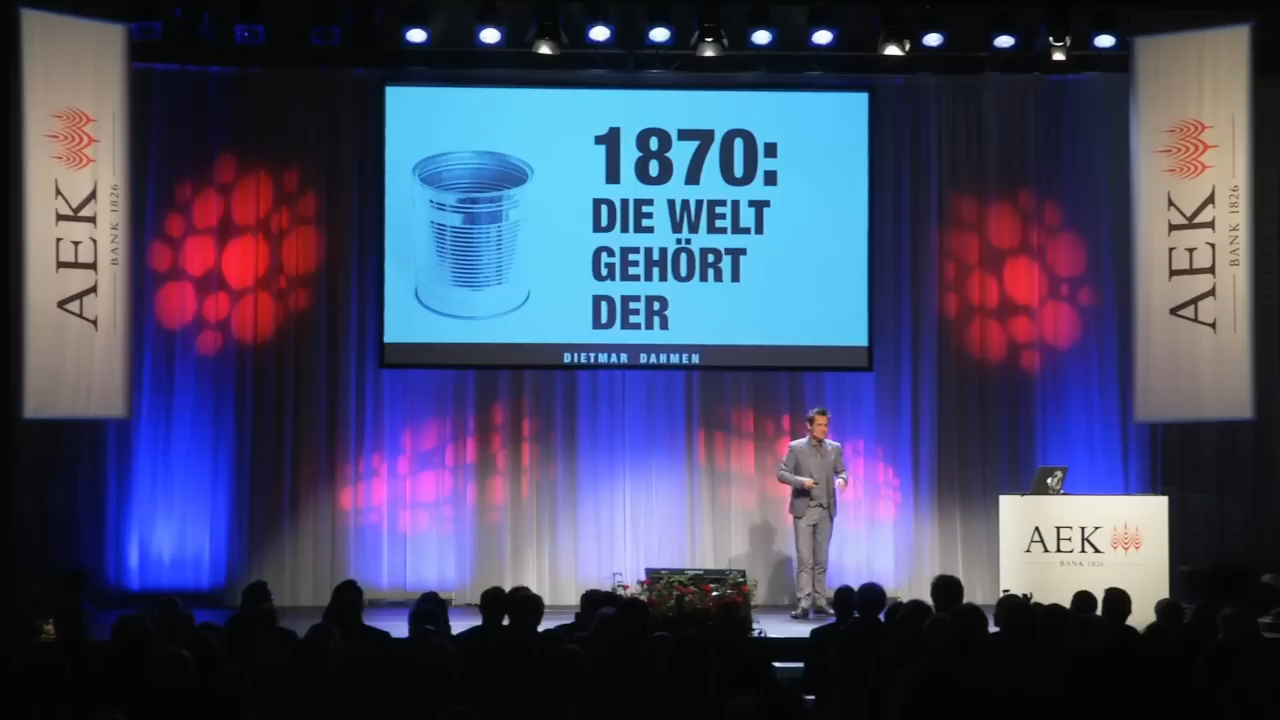 AEK
BANK 1826
1870:
DIE WELT
GEHÖRT
DER
DIETMAR DAHMEN
AEK
BANK 1826
AEK
BANK 1826